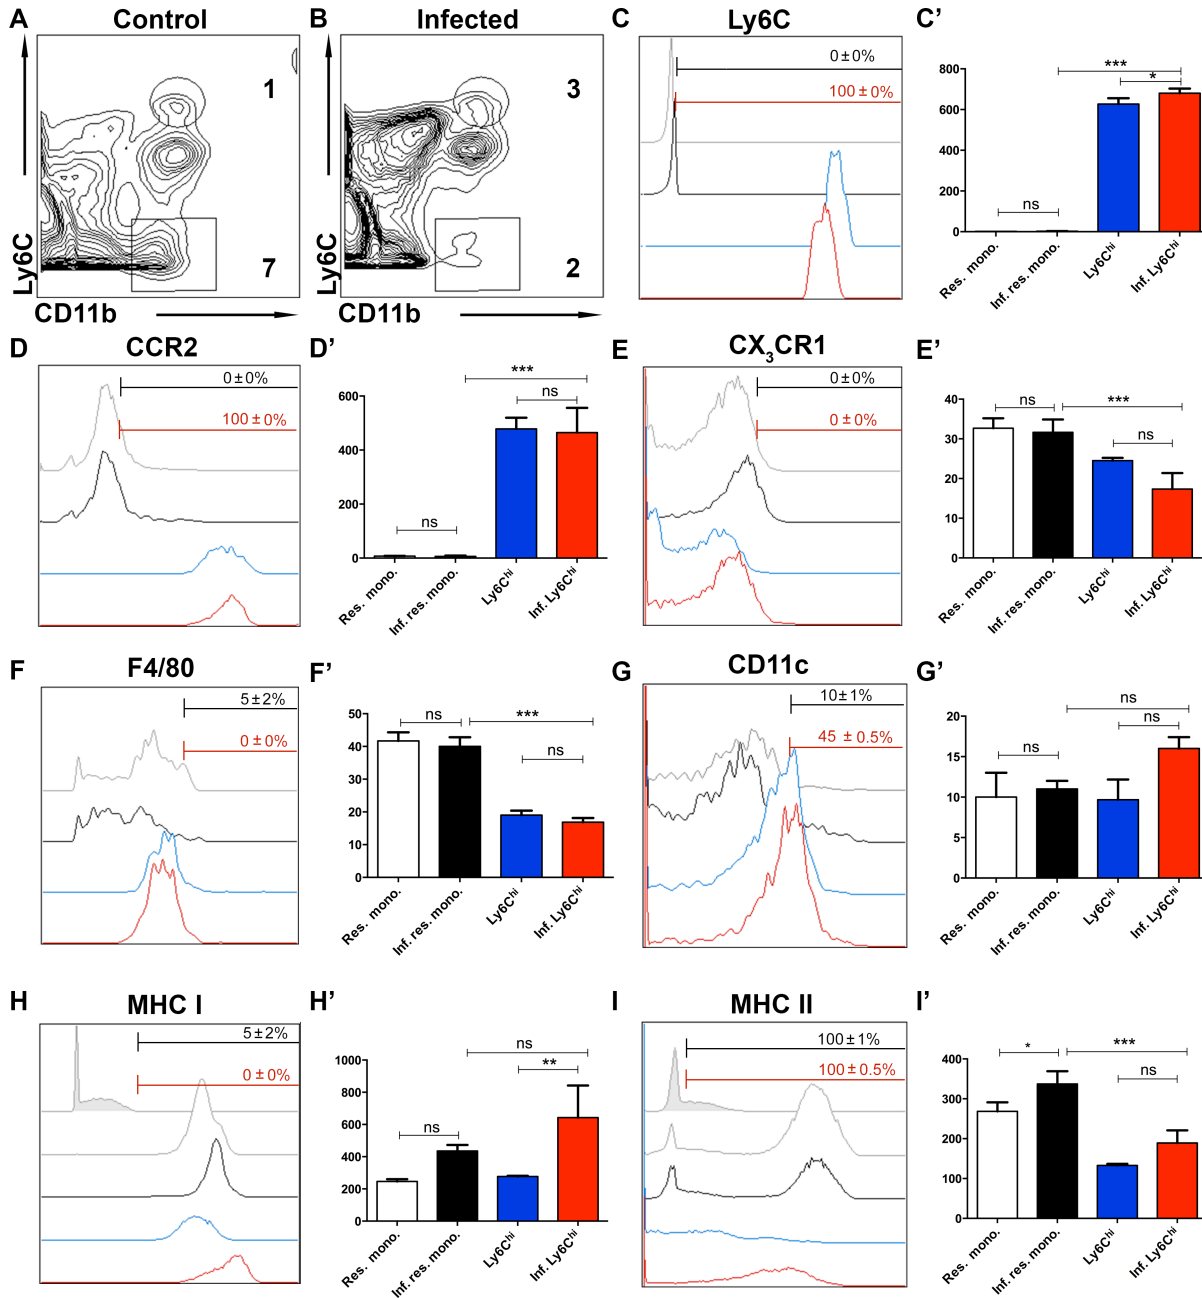 A Control
B Infected
C Ly6C
C’
1
3
7
2
Ly6C
Ly6C
CD11b
CD11b
0±0%
100±0%
***
*
ns
800
600
400
200
0
Res. mono.
Inf. res. mono.
Ly6Chi
Inf. Ly6Chi
D CCR2
D’
0±0%
100±0%
***
ns
ns
600
400
200
0
Res. mono.
Inf. res. mono.
Ly6Chi
Inf. Ly6Chi
E CX3CR1
E’
0±0%
0±0%
ns
***
ns
40
30
20
10
0
Res. mono.
Inf. res. mono.
Ly6Chi
Inf. Ly6Chi
F F4/80
F’
5±2%
0±0%
ns
***
ns
50
40
30
20
10
0
Res. mono.
Inf. res. mono.
Ly6Chi
Inf. Ly6Chi
G CD11c
G’
10±1%
45 ±0.5%
ns
ns
ns
20
15
10
5
0
Res. mono.
Inf. res. mono.
Ly6Chi
Inf. Ly6Chi
H MHC I
H’
5±2%
0±0%
ns
**
ns
1000
800
600
400
200
0
Res. mono.
Inf. res. mono.
Ly6Chi
Inf. Ly6Chi
I MHC II
I’
100±1%
100±0.5%
*
***
ns
400
300
200
100
0
Res. mono.
Inf. res. mono.
Ly6Chi
Inf. Ly6Chi